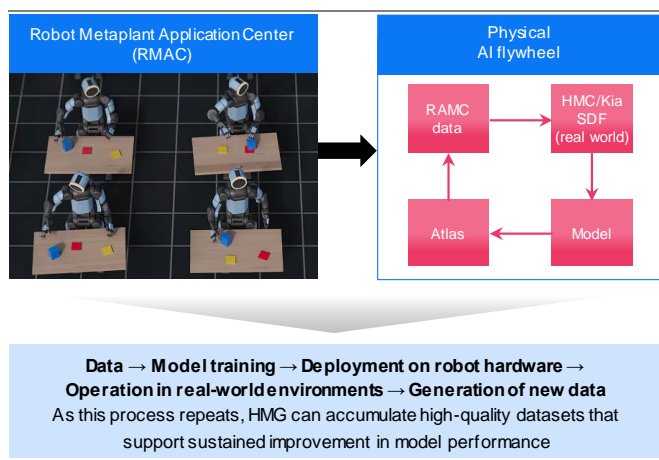 Robot Metaplant Application Center
(RMAC)
Physical
AI flywheel
RAMC
data
HMC/Kia
SDF
(real world)
Atlas
Model
Data → Model training → Deployment on robot hardware →
Operation in real-world environments → Generation of new data
As this process repeats, HMG can accumulate high-quality datasets that
support sustained improvement in model performance